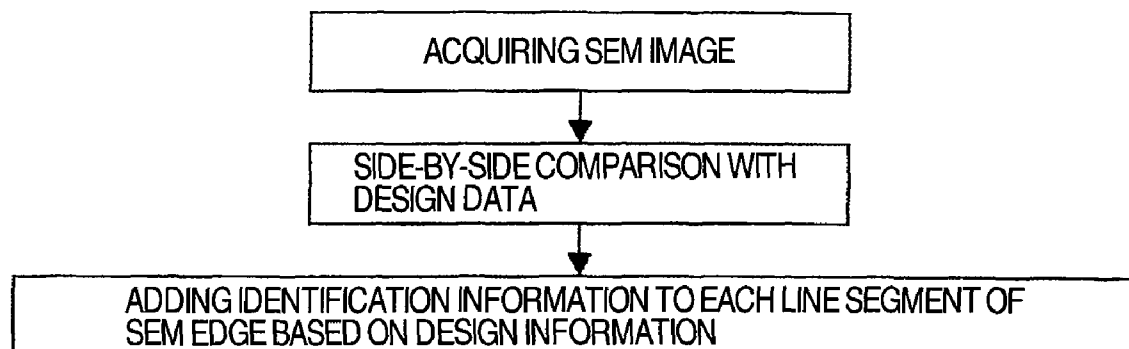 ACQUIRING SEM IMAGE
SIDE-BY-SIDE COMPARISON WITH
DESIGN DATA
ADDING IDENTIFICATION INFORMATION TO EACH LINE SEGMENT OF
SEM EDGE BASED ON DESIGN INFORMATION